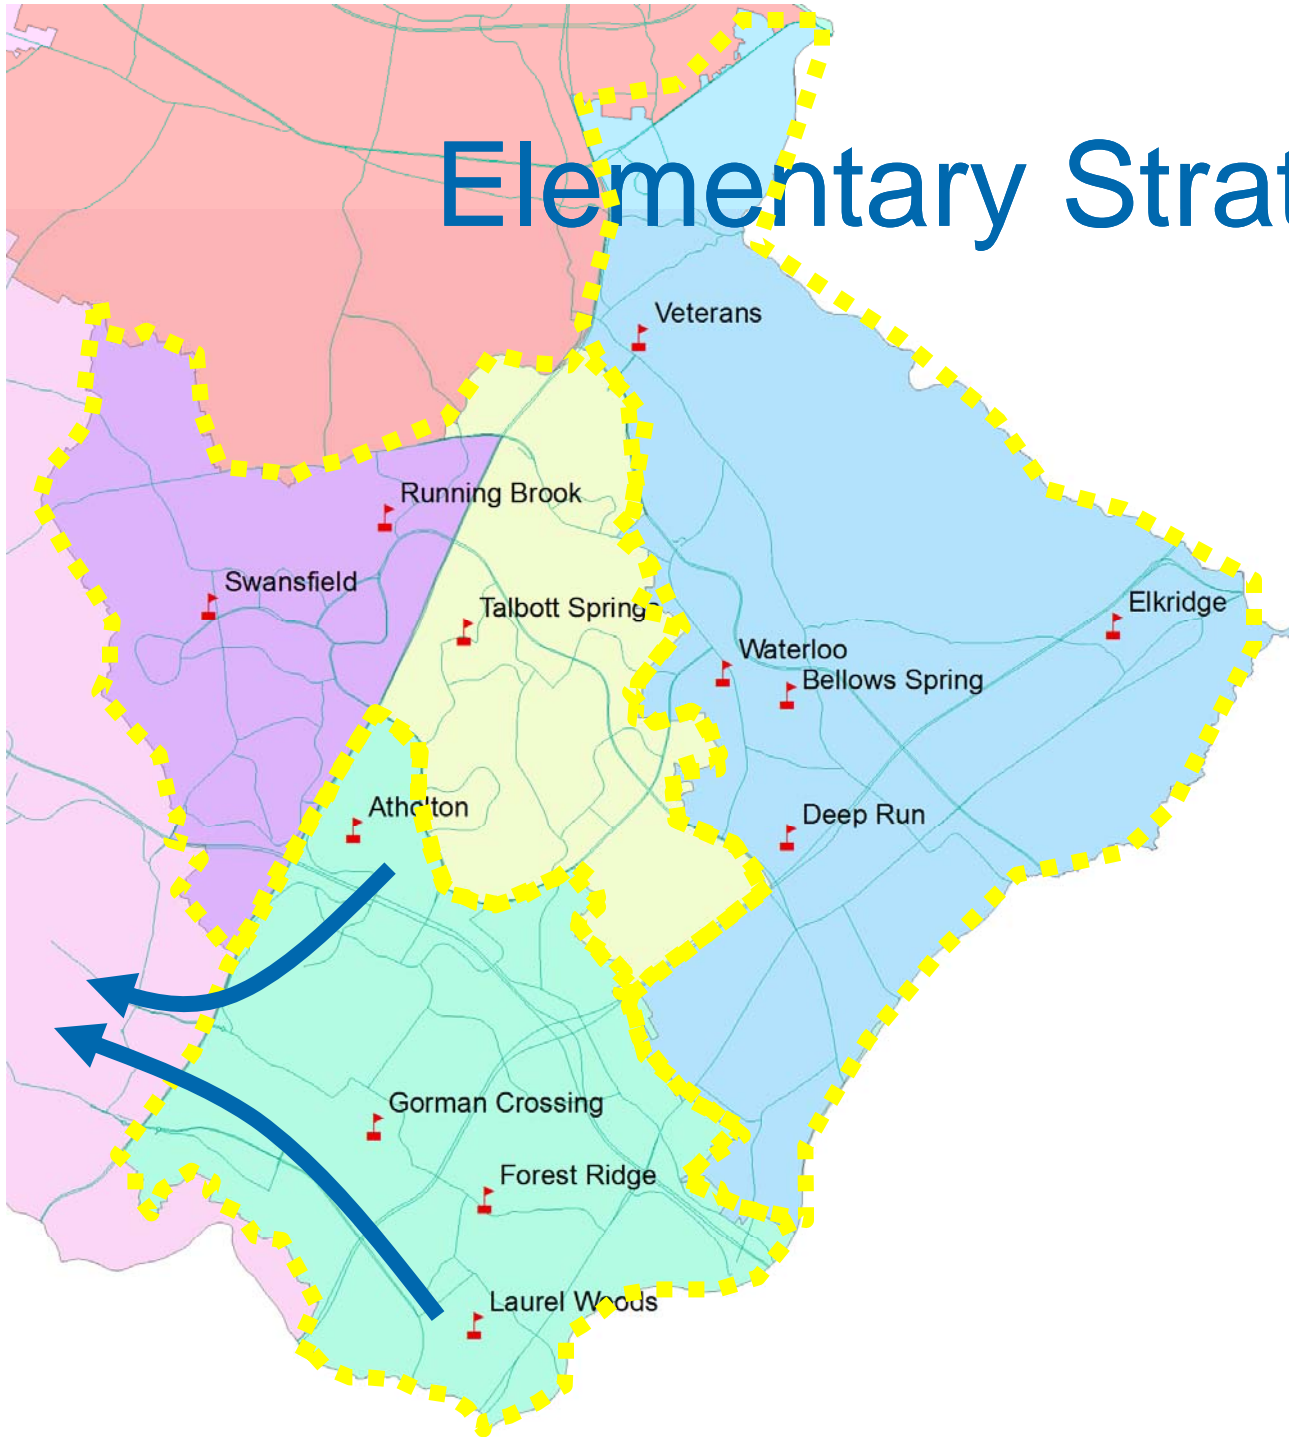 Elementary Strat
Veterans
Running Brook
Swansfield
Talbott Springs
Elkridge
Waterloo
Bellows Spring
Atholton
Deep Run
Gorman Crossing
Forest Ridge
Laurel Woods